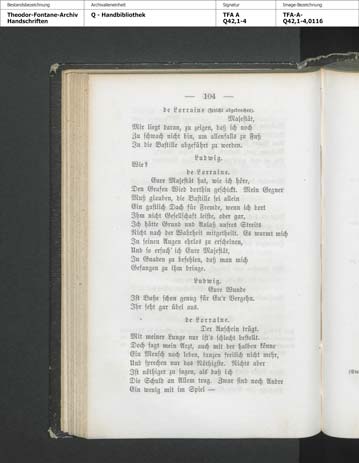 Bestandsbezeichnung
Theodor-Fontane-Archiv
Handschriften
Archivalieneinheit
Q - Handbibliothek
Signatur
TFA A
Q42,1-4
Image-Bezeichnung
TFA-A-
Q42,1-4,0116
— 104 —
de Lorraine (leicht abgebrochen).
Majestät,
Mir liegt daran, zu zeigen, daß ich noch
Zu schwach nicht bin, um allenfalls zu Fuß
In die Bastille abgeführt zu werden.
Ludwig.
Wie?
de Lorraine.
Eure Majestät hat, wie ich höre,
Den Grafen Wied dorthin geschickt. Mein Gegner
Muß glauben, die Bastille sei allein
Ein gastlich Dach für Fremde, wenn ich dort
Ihm nicht Gesellschaft leiste, oder gar,
Ich hätte Grund und Anlaß unsres Streits
Nicht nach der Wahrheit mitgetheilt. Es wurmt mich
In seinen Augen ehrlos zu erscheinen,
Und so ersuch' ich Eure Majestät,
In Gnaden zu befehlen, daß man mich
Gefangen zu ihm bringe.
Ludwig.
Eure Wunde
Ist Buße schon genug für Eu'r Vergehn.
Ihr seht gar übel aus.
de Lorraine.
Der Anschein trügt.
Mit meiner Lunge nur ist's schlecht bestellt.
Doch sagt mein Arzt, auch mit der halben könne
Ein Mensch noch leben, tanzen freilich nicht mehr,
Und sprechen nur das Nöthigste. Nichts aber
Ist nöthiger zu sagen, als daß ich
Die Schuld an Allem trug. Zwar sind noch Andre
Ein wenig mit im Spiel —